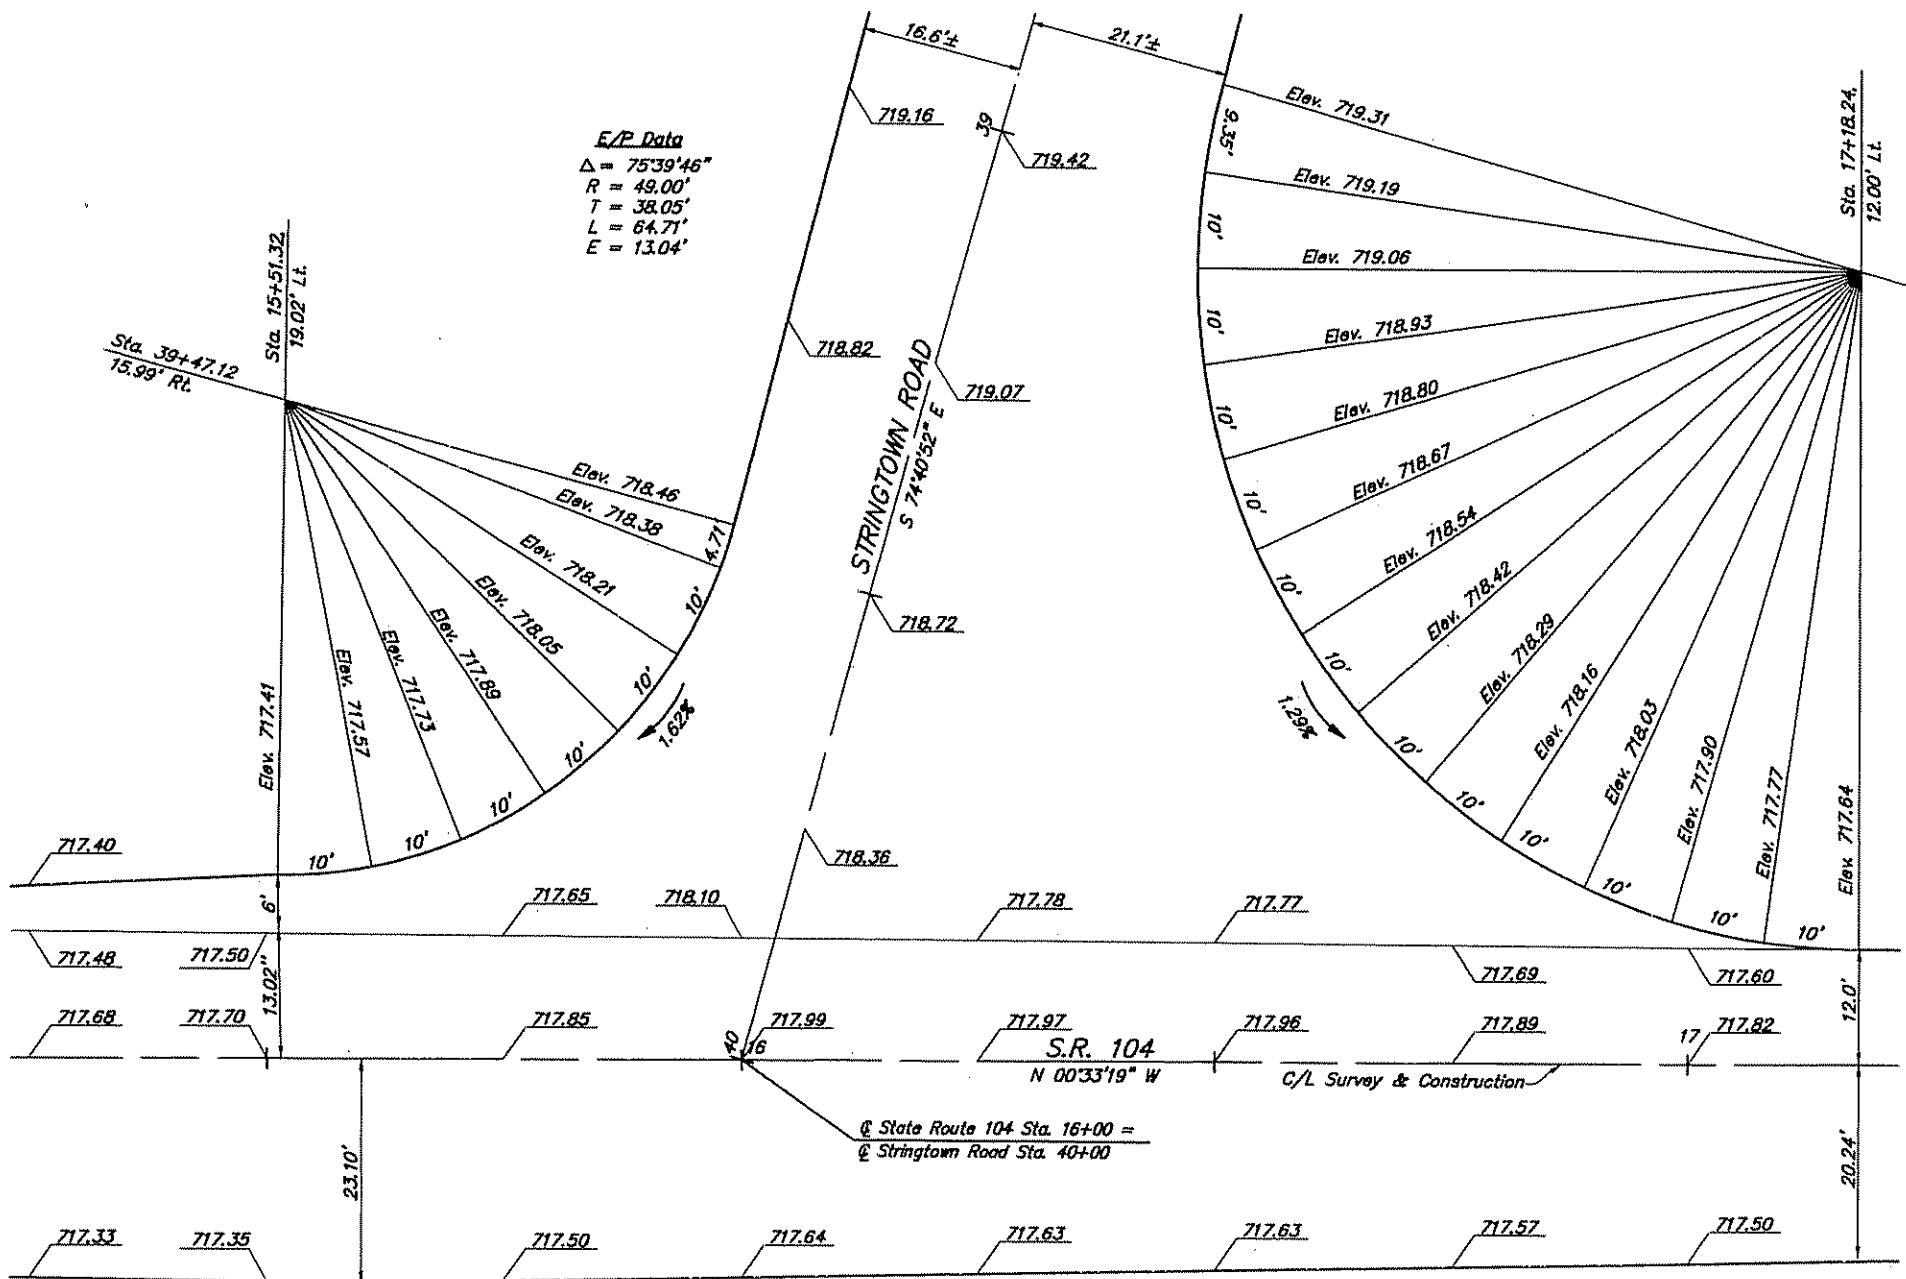 16.6'±
21.1'±
719.16
39
719.42
E/P Data
Δ = 75°39'46"
R = 49.00'
T = 38.05'
L = 64.71'
E = 13.04'
Elev. 719.31
9.35'
Elev. 719.19
10'
Elev. 719.06
10'
Elev. 718.93
10'
Elev. 718.80
10'
Elev. 718.67
10'
Elev. 718.54
10'
Elev. 718.42
10'
Elev. 718.29
10'
Elev. 718.16
10'
Elev. 718.03
10'
Elev. 717.90
10'
Elev. 717.77
10'
Elev. 717.64
Sta. 17+18.24
12.00' Lt.
Sta. 15+51.32
19.02' Lt.
Sta. 39+47.12
15.99' Rt.
718.82
STRINGTOWN ROAD
S 74°40'52" E
719.07
718.72
718.36
Elev. 718.46
4.71'
Elev. 718.38
10'
Elev. 718.21
10'
Elev. 718.05
10'
Elev. 717.89
10'
Elev. 717.73
10'
Elev. 717.57
10'
Elev. 717.41
1.62%
1.29%
717.40
6'
717.65
718.10
717.78
717.77
717.48
717.50
13.02"
717.69
717.60
12.0'
717.68
717.70
717.85
40
16
717.99
717.97
717.96
717.89
17
717.82
S.R. 104
N 00°33'19" W
C/L Survey & Construction
℄ State Route 104 Sta. 16+00 =
℄ Stringtown Road Sta. 40+00
23.10'
20.24'
717.33
717.35
717.50
717.64
717.63
717.63
717.57
717.50